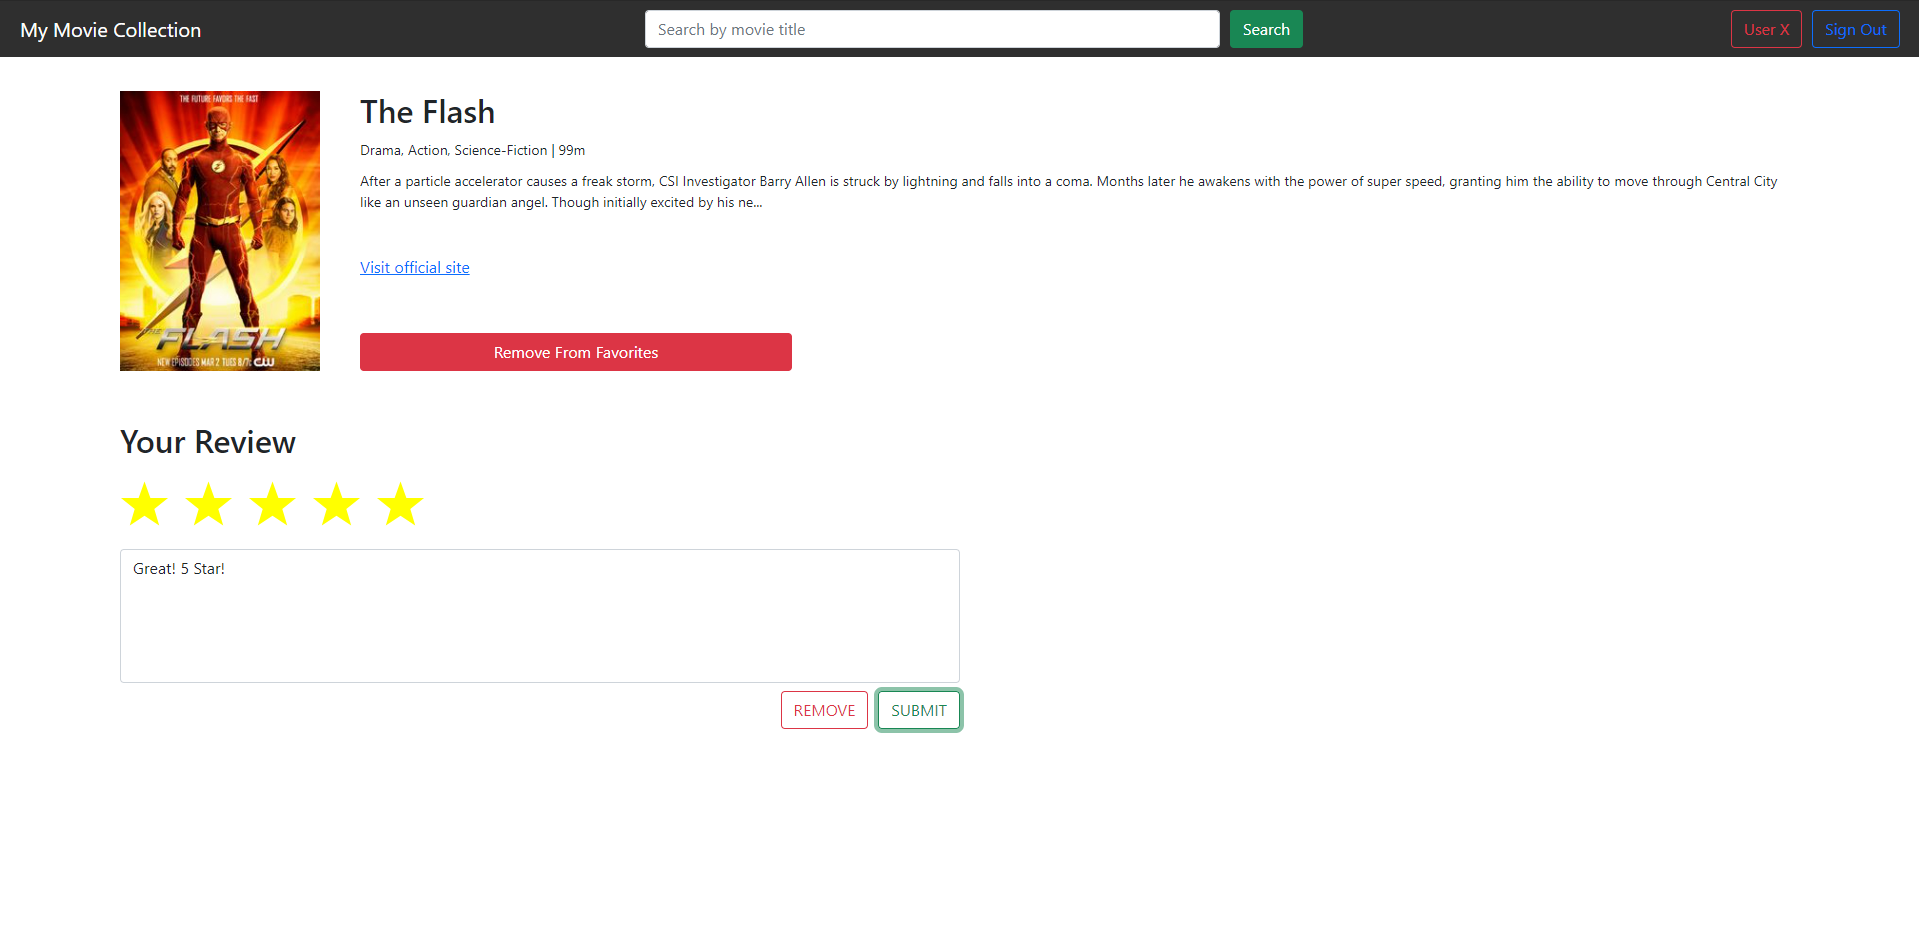 My Movie Collection
Search by movie title
Search
User X
Sign Out
THE FUTURE FAVORS THE FAST
THE FLASH
NEW EPISODES MAR 2 TUES 8/7c CW
The Flash
Drama, Action, Science-Fiction | 99m
After a particle accelerator causes a freak storm, CSI Investigator Barry Allen is struck by lightning and falls into a coma. Months later he awakens with the power of super speed, granting him the ability to move through Central City
like an unseen guardian angel. Though initially excited by his ne...
Visit official site
Remove From Favorites
Your Review
Great! 5 Star!
REMOVE
SUBMIT